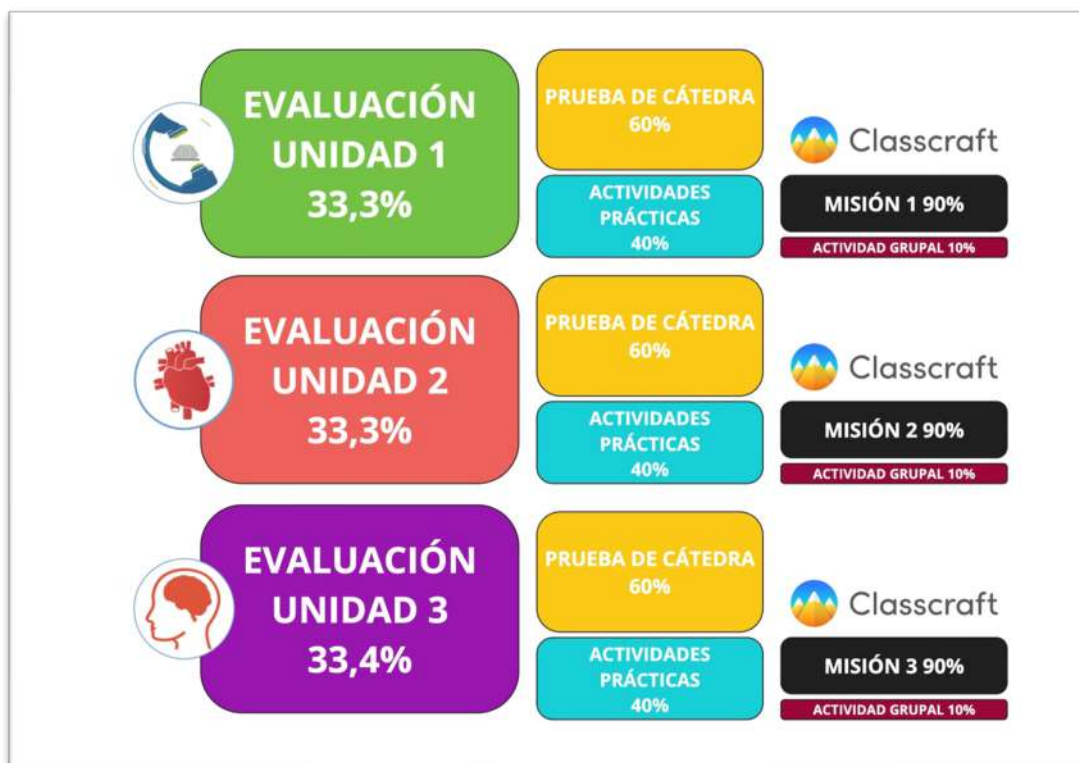 EVALUACIÓN
UNIDAD 1
33,3%
PRUEBA DE CÁTEDRA
60%
ACTIVIDADES
PRÁCTICAS
40%
Classcraft
MISIÓN 1 90%
ACTIVIDAD GRUPAL 10%
EVALUACIÓN
UNIDAD 2
33,3%
PRUEBA DE CÁTEDRA
60%
ACTIVIDADES
PRÁCTICAS
40%
Classcraft
MISIÓN 2 90%
ACTIVIDAD GRUPAL 10%
EVALUACIÓN
UNIDAD 3
33,4%
PRUEBA DE CÁTEDRA
60%
ACTIVIDADES
PRÁCTICAS
40%
Classcraft
MISIÓN 3 90%
ACTIVIDAD GRUPAL 10%